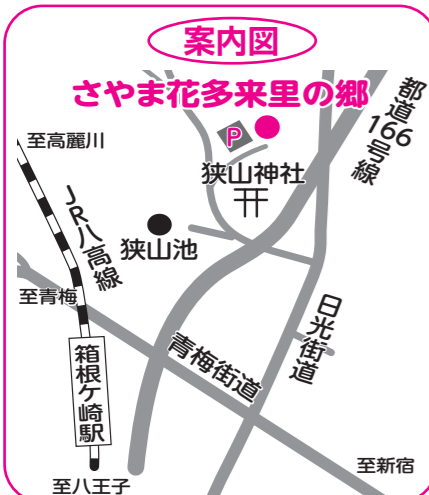 案内図
さやま花多来里の郷
P
都道166号線
至高麗川
狭山神社
JR八高線
狭山池
至青梅
日光街道
青梅街道
箱根ケ崎駅
至新宿
至八王子